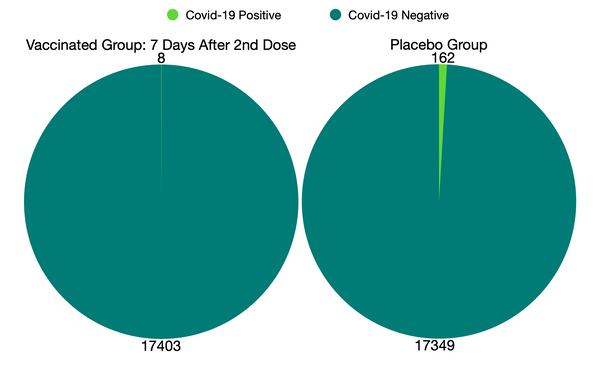 Covid-19 Positive Covid-19 Negative
Vaccinated Group: 7 Days After 2nd Dose
8
17403
Placebo Group
162
17349